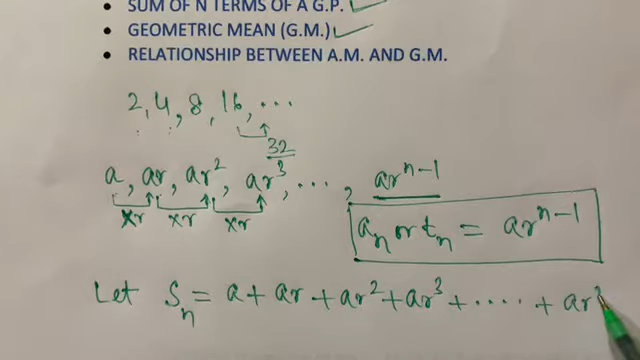 • SUM OF N TERMS OF A G.P. ✓
• GEOMETRIC MEAN (G.M.) ✓
• RELATIONSHIP BETWEEN A.M. AND G.M.
2, 4, 8, 16, ...
32
a, ar, ar², ar³, ..., arⁿ⁻¹
×r ×r ×r
aₙ or tₙ = arⁿ⁻¹
Let Sₙ = a + ar + ar² + ar³ + ..... + ar